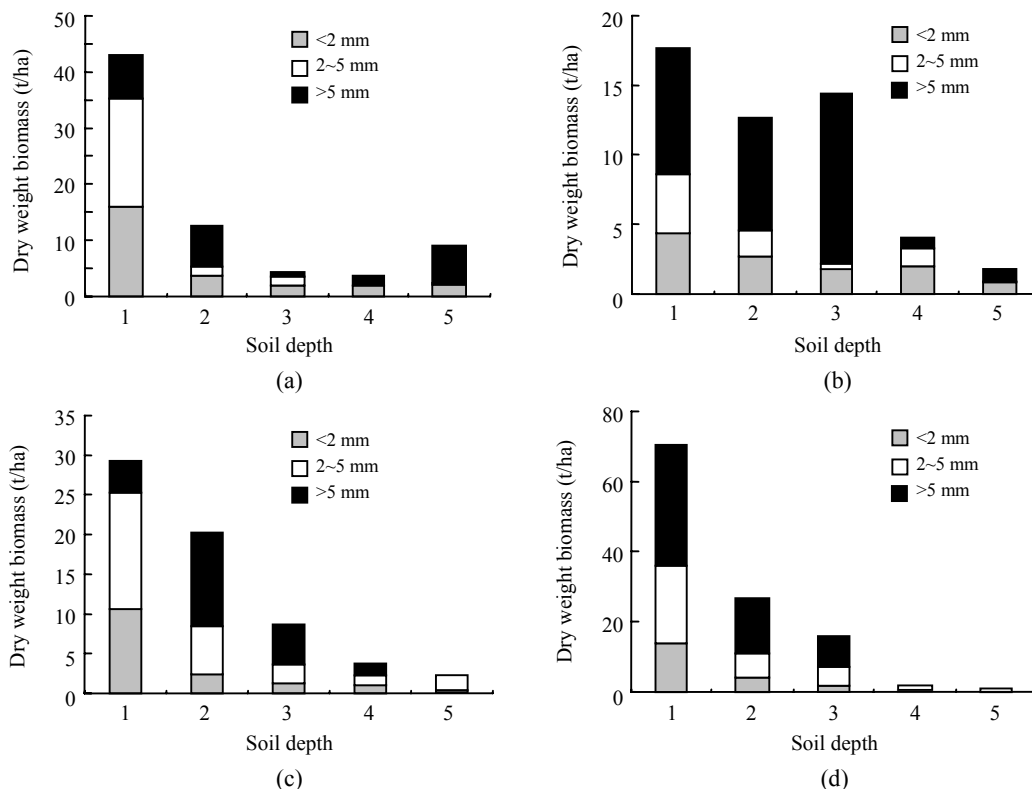 Dry weight biomass (t/ha)
50
40
30
20
10
0
<2 mm
2~5 mm
>5 mm
1 2 3 4 5
Soil depth
(a)
Dry weight biomass (t/ha)
20
15
10
5
0
<2 mm
2~5 mm
>5 mm
1 2 3 4 5
Soil depth
(b)
Dry weight biomass (t/ha)
35
30
25
20
15
10
5
0
<2 mm
2~5 mm
>5 mm
1 2 3 4 5
Soil depth
(c)
Dry weight biomass (t/ha)
80
60
40
20
0
<2 mm
2~5 mm
>5 mm
1 2 3 4 5
Soil depth
(d)